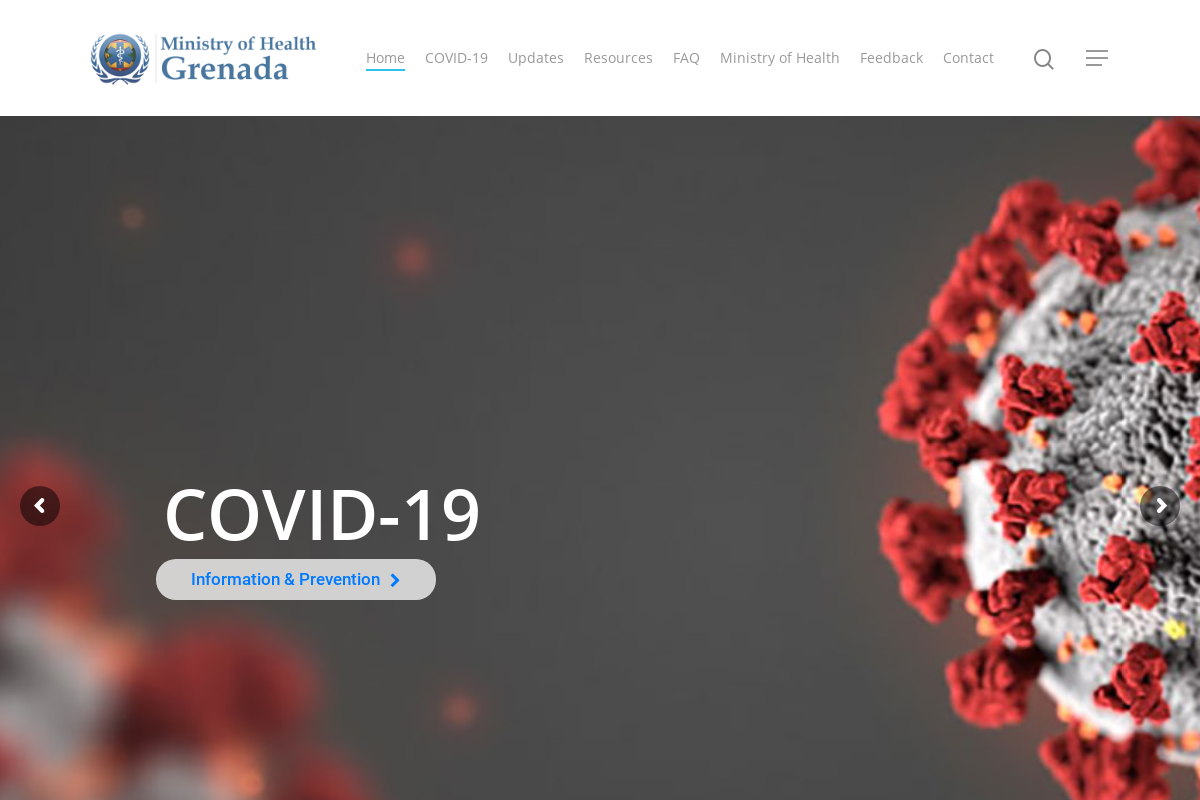 Ministry of Health
Grenada
Home COVID-19 Updates Resources FAQ Ministry of Health Feedback Contact
COVID-19
Information & Prevention